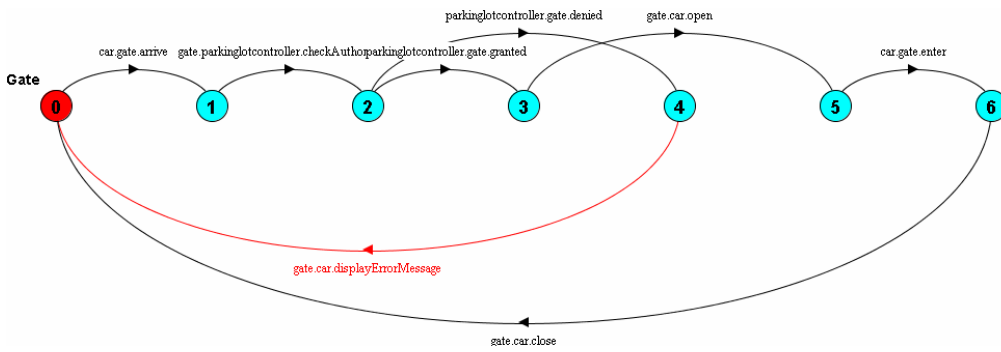 parkinglotcontroller.gate.denied
gate.car.open
car.gate.arrive
gate.parkinglotcontroller.checkAuthor
parkinglotcontroller.gate.granted
car.gate.enter
Gate
0
1
2
3
4
5
6
gate.car.displayErrorMessage
gate.car.close